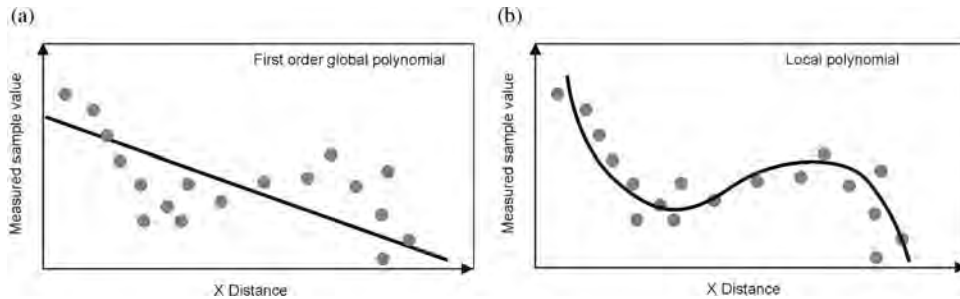 (a)
First order global polynomial
Measured sample value
X Distance
(b)
Local polynomial
Measured sample value
X Distance